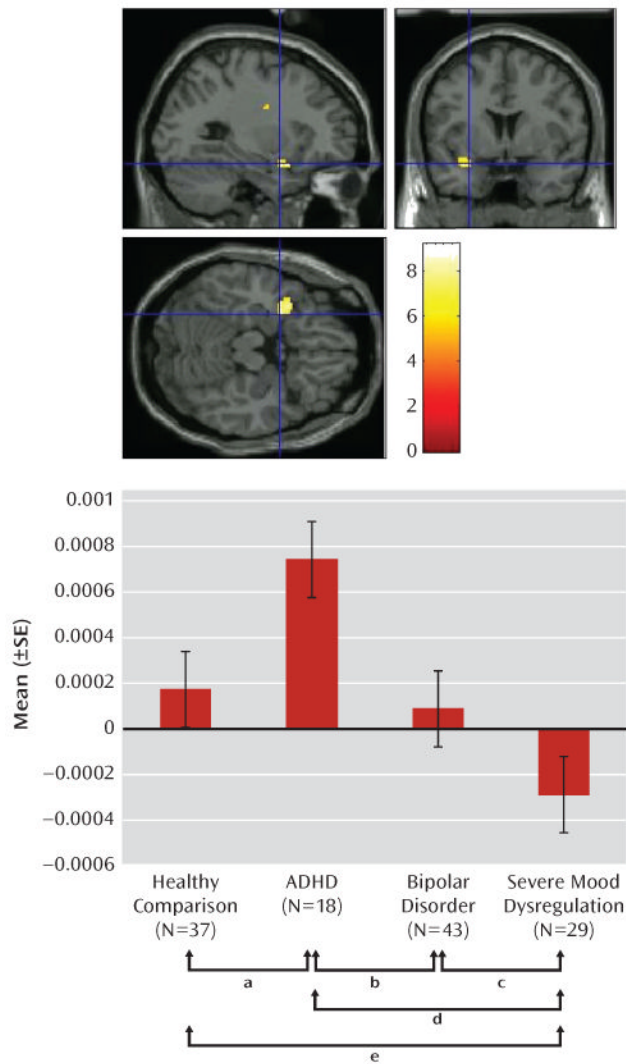 8
6
4
2
0
0.001
0.0008
0.0006
0.0004
0.0002
0
−0.0002
−0.0004
−0.0006
Mean (±SE)
Healthy Comparison (N=37)
ADHD (N=18)
Bipolar Disorder (N=43)
Severe Mood Dysregulation (N=29)
a
b
c
d
e